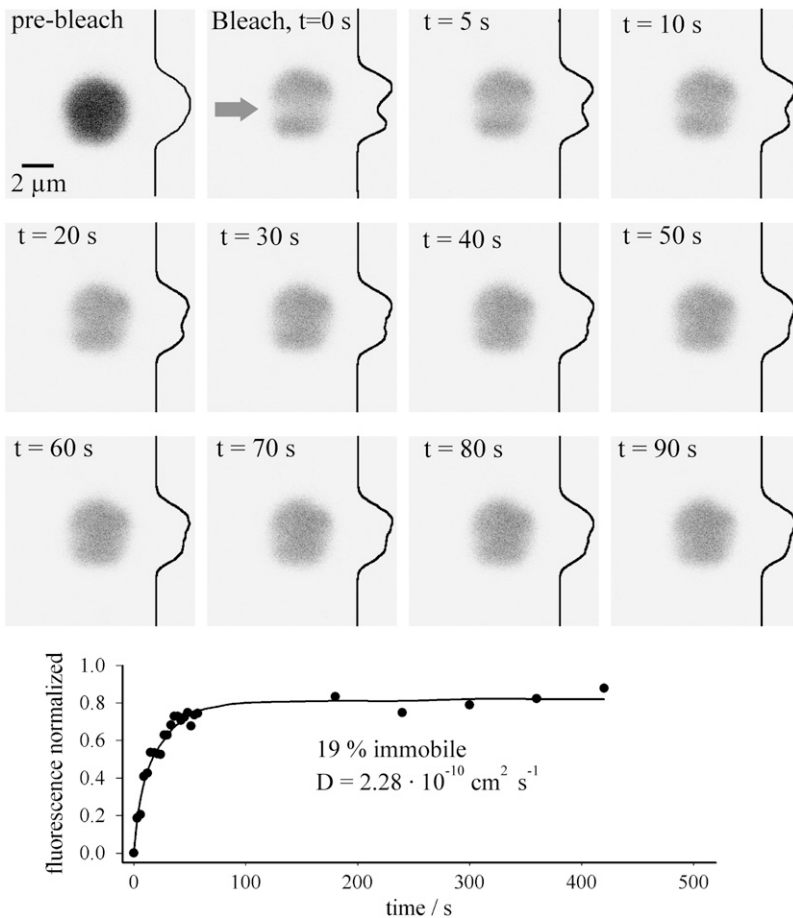 pre-bleach
Bleach, t=0 s
t = 5 s
t = 10 s
2 µm
t = 20 s
t = 30 s
t = 40 s
t = 50 s
t = 60 s
t = 70 s
t = 80 s
t = 90 s
fluorescence normalized
1.0
0.8
0.6
0.4
0.2
0.0
19 % immobile
D = 2.28 · 10⁻¹⁰ cm² s⁻¹
0
100
200
300
400
500
time / s